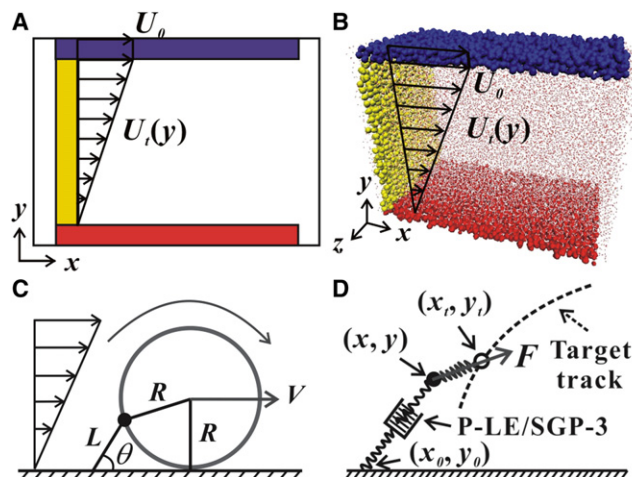 A
U₀
Uₜ(y)
y
x
B
U₀
Uₜ(y)
y
x
z
C
R
V
L
θ
R
D
(xₜ, yₜ)
(x, y)
F
Target
track
P-LE/SGP-3
(x₀, y₀)